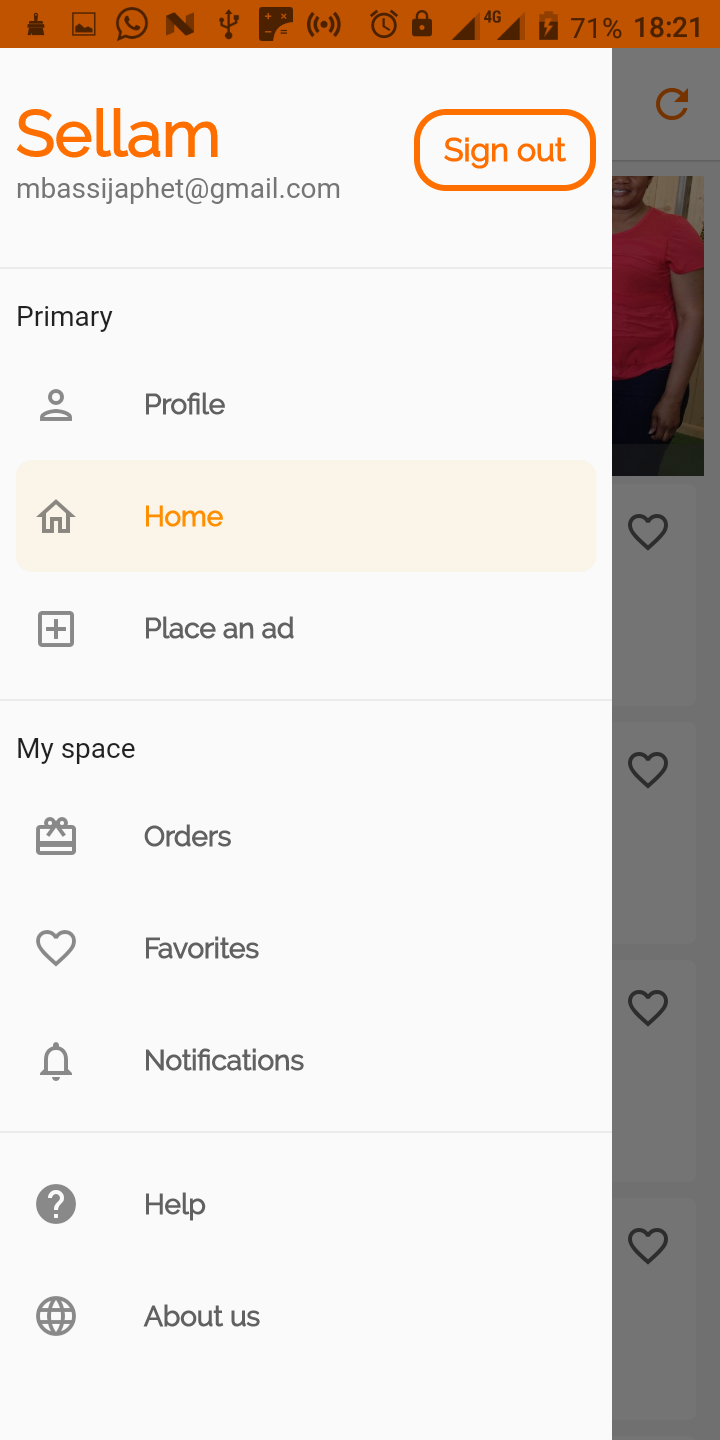 4G 71% 18:21
Sellam
Sign out
mbassijaphet@gmail.com
Primary
Profile
Home
Place an ad
My space
Orders
Favorites
Notifications
Help
About us